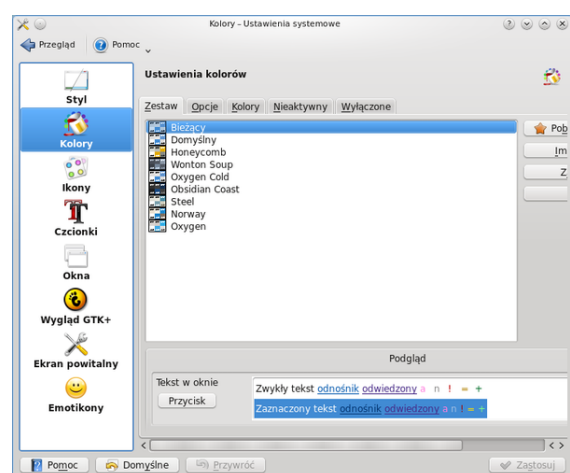 Kolory – Ustawienia systemowe
Przegląd Pomoc
Styl
Kolory
Ikony
Czcionki
Okna
Wygląd GTK+
Ekran powitalny
Emotikony
Ustawienia kolorów
Zestaw Opcje Kolory Nieaktywny Wyłączone
Bieżący
Domyślny
Honeycomb
Wonton Soup
Oxygen Cold
Obsidian Coast
Steel
Norway
Oxygen
Pob
Im
Z
Podgląd
Tekst w oknie
Przycisk
Zwykły tekst odnośnik odwiedzony a n ! = +
Zaznaczony tekst odnośnik odwiedzony a n ! = +
Pomoc Domyślne Przywróć Zastosuj